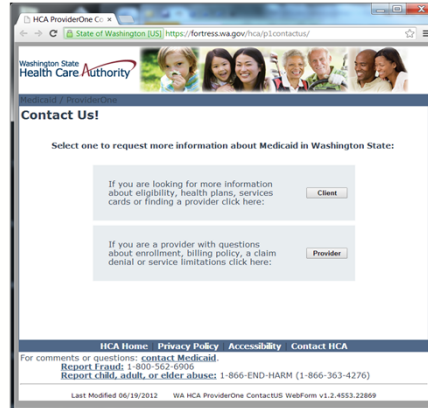 HCA ProviderOne Co
State of Washington [US] https://fortress.wa.gov/hca/p1contactus/
Washington State
Health Care Authority
Medicaid / ProviderOne
Contact Us!
Select one to request more information about Medicaid in Washington State:
If you are looking for more information
about eligibility, health plans, services
cards or finding a provider click here:
Client
If you are a provider with questions
about enrollment, billing policy, a claim
denial or service limitations click here:
Provider
HCA Home Privacy Policy Accessibility Contact HCA
For comments or questions: contact Medicaid.
Report Fraud: 1-800-562-6906
Report child, adult, or elder abuse: 1-866-END-HARM (1-866-363-4276)
Last Modified 06/19/2012 WA HCA ProviderOne ContactUS WebForm v1.2.4553.22869